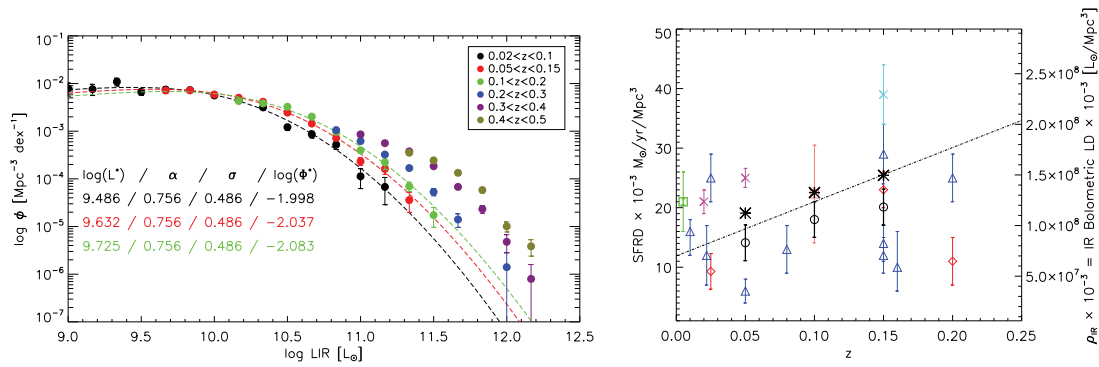 10⁻¹
10⁻²
10⁻³
10⁻⁴
10⁻⁵
10⁻⁶
10⁻⁷
log ϕ [Mpc⁻³ dex⁻¹]
0.02<z<0.1
0.05<z<0.15
0.1<z<0.2
0.2<z<0.3
0.3<z<0.4
0.4<z<0.5
log(L*) / α / σ / log(Φ*)
9.486 / 0.756 / 0.486 / −1.998
9.632 / 0.756 / 0.486 / −2.037
9.725 / 0.756 / 0.486 / −2.083
9.0 9.5 10.0 10.5 11.0 11.5 12.0 12.5
log LIR [L⊙]
50
40
30
20
10
SFRD × 10⁻³ M⊙/yr/Mpc³
0.00 0.05 0.10 0.15 0.20 0.25
z
2.5×10⁸
2.0×10⁸
1.5×10⁸
1.0×10⁸
5.0×10⁷
ρIR × 10⁻³ = IR Bolometric LD × 10⁻³ [L⊙/Mpc³]